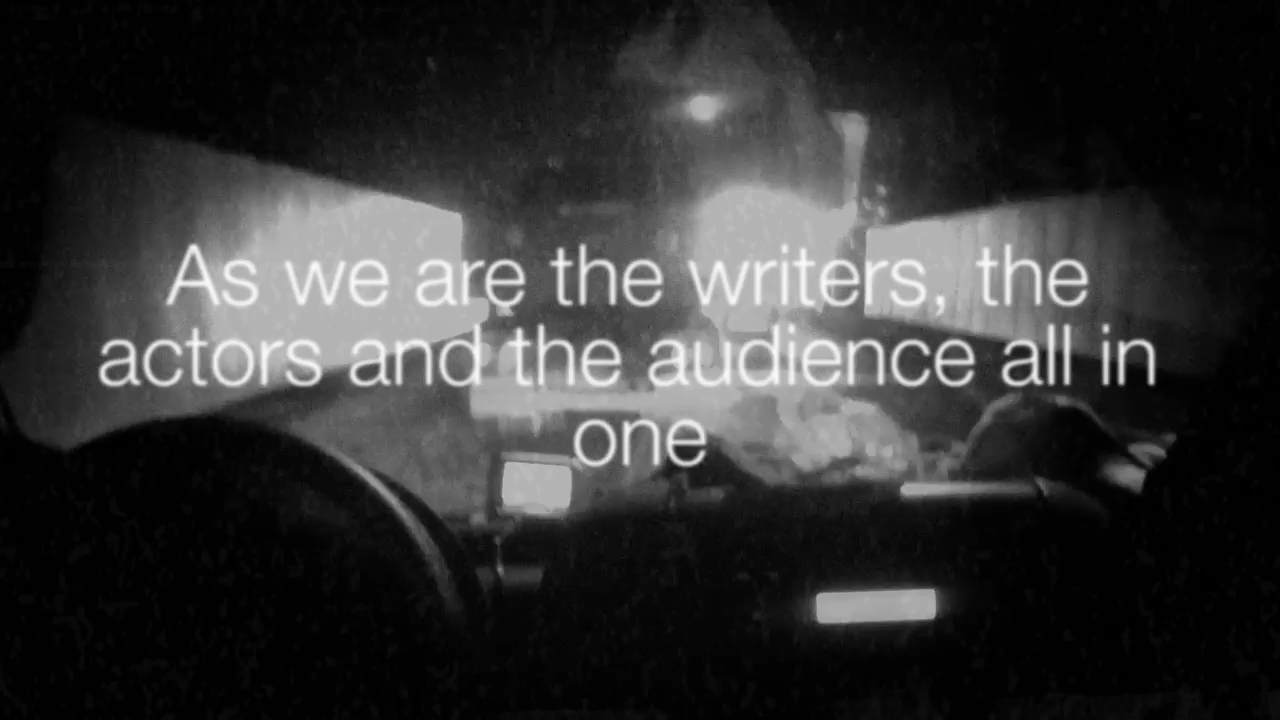 As we are the writers, the
actors and the audience all in
one